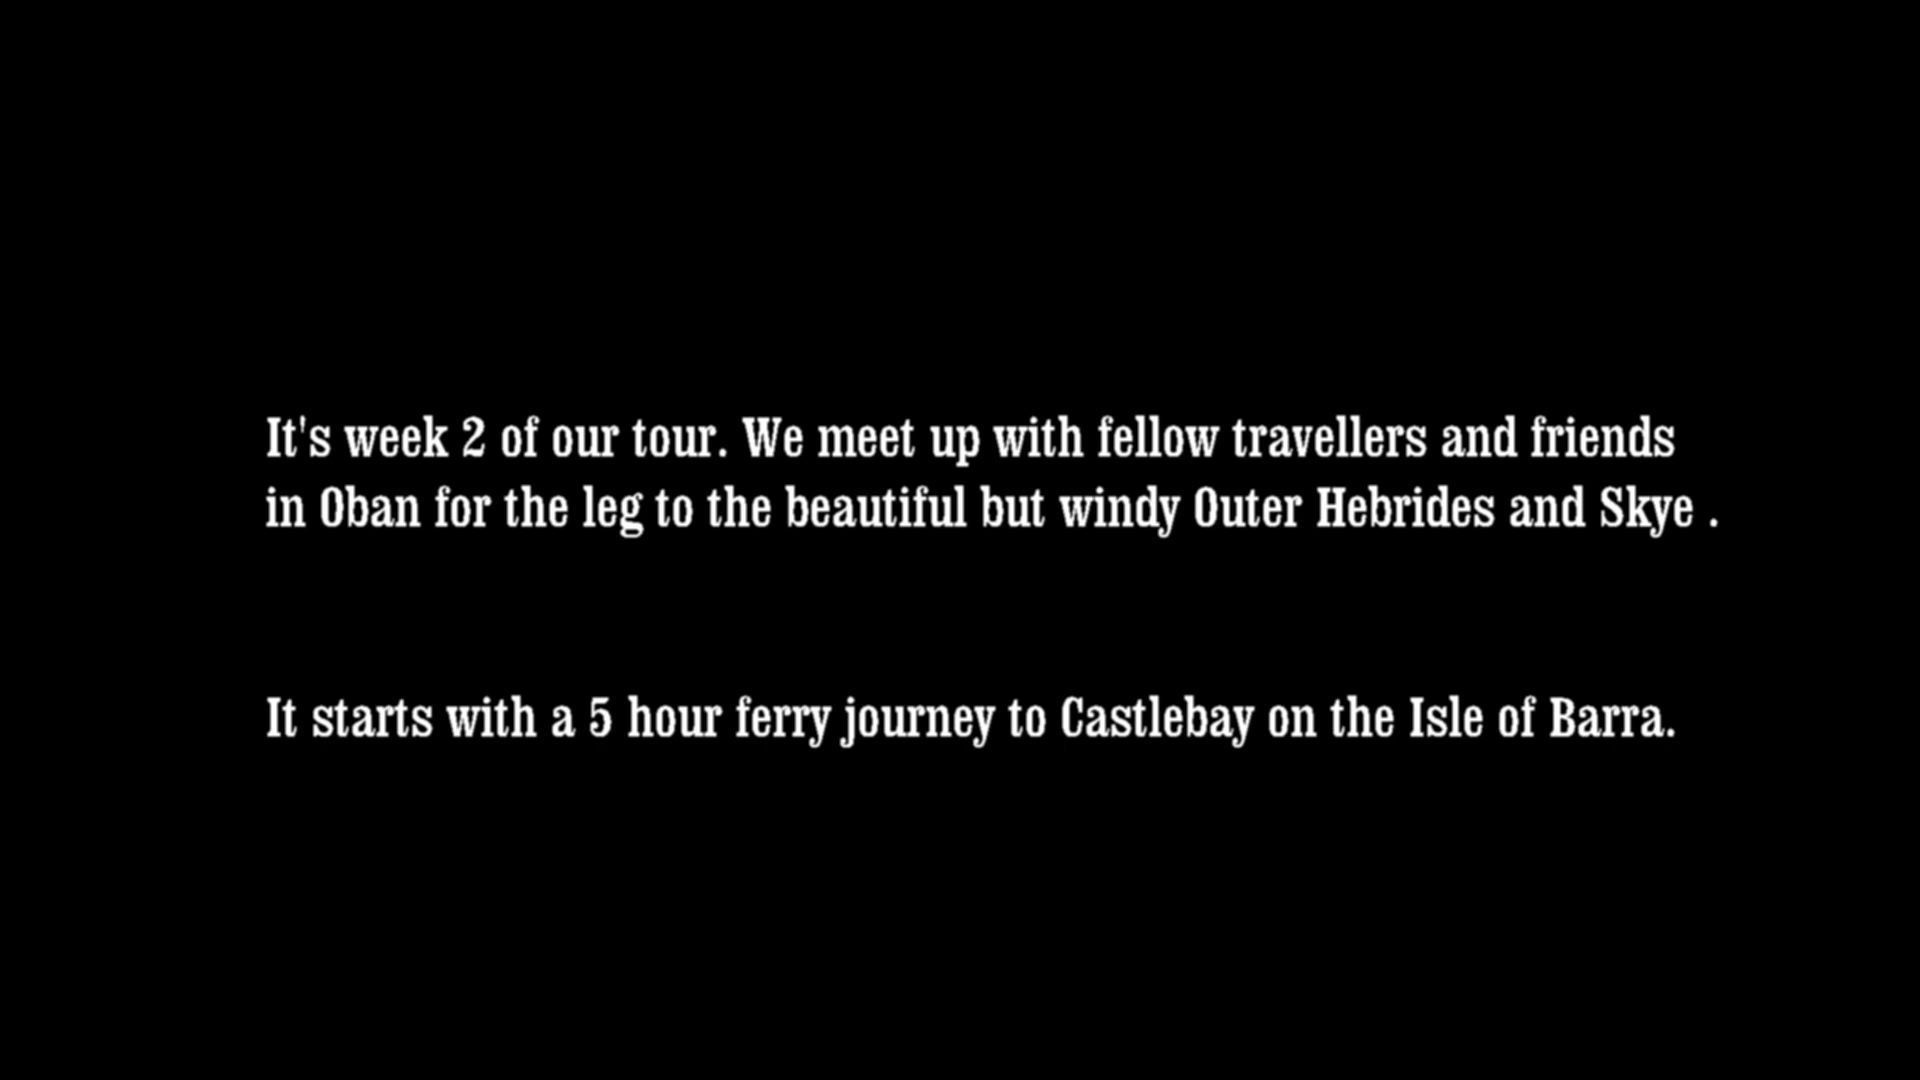 It's week 2 of our tour. We meet up with fellow travellers and friends
in Oban for the leg to the beautiful but windy Outer Hebrides and Skye .
It starts with a 5 hour ferry journey to Castlebay on the Isle of Barra.